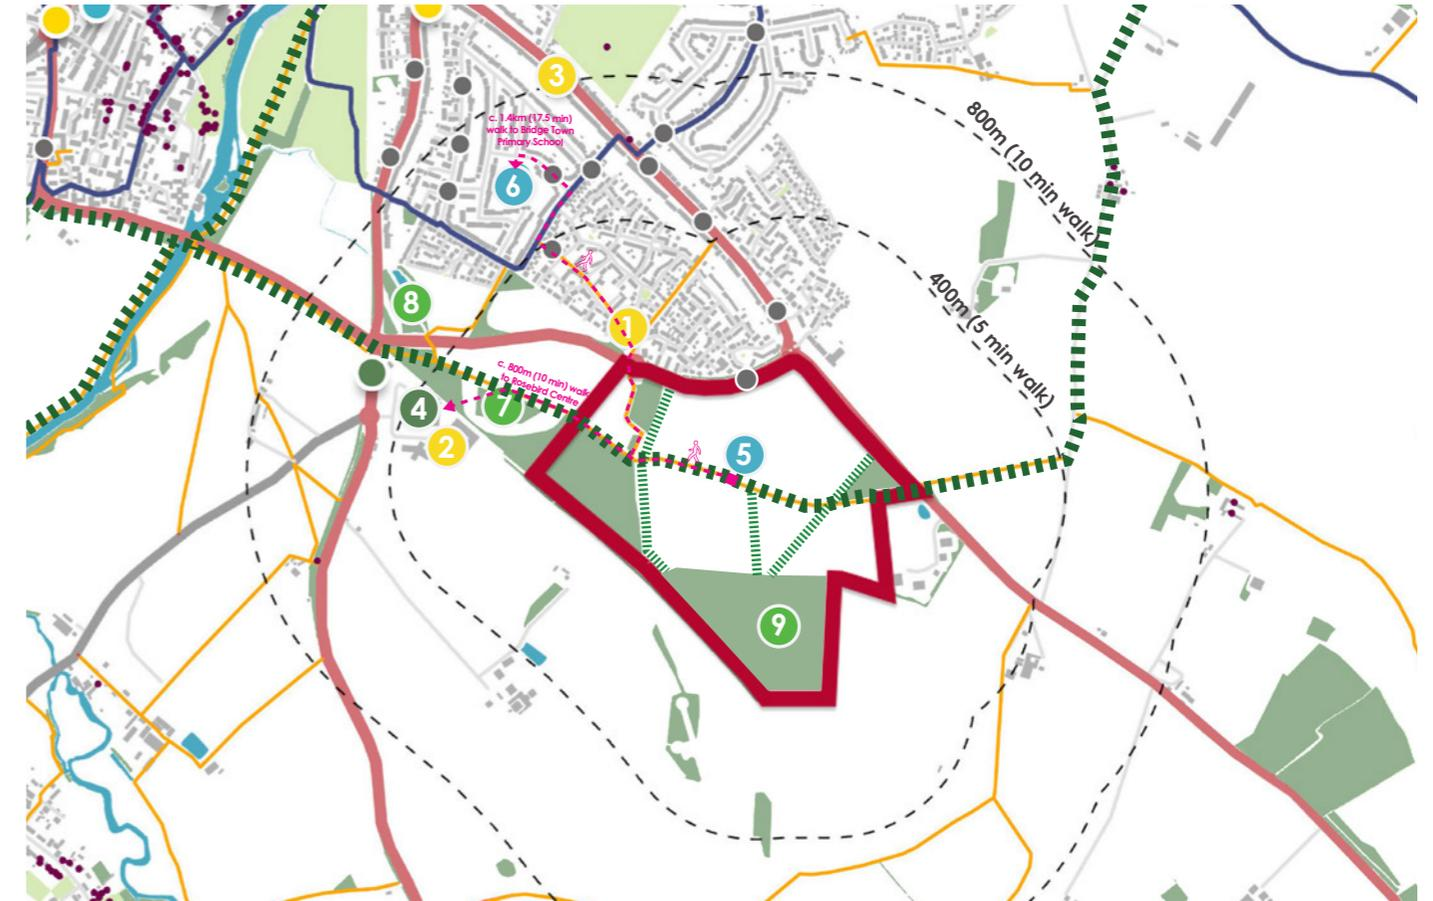 3
c. 1.4km (17.5 min)
walk to Bridge Town
Primary School
6
800m (10 min walk)
400m (5 min walk)
8
1
c. 800m (10 min) walk
to Rosebird Centre
4
7
2
5
9